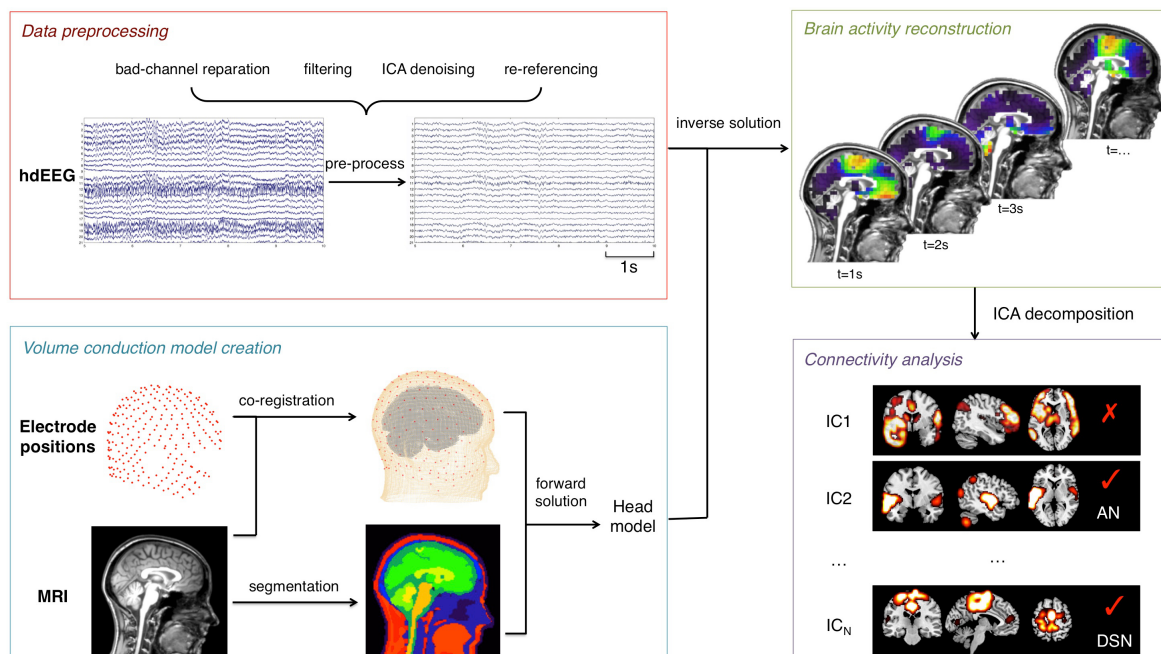 Data preprocessing
bad-channel reparation filtering ICA denoising re-referencing
hdEEG
pre-process
1s
inverse solution
Brain activity reconstruction
t=1s
t=2s
t=3s
t=...
ICA decomposition
Volume conduction model creation
Electrode
positions
co-registration
MRI
segmentation
forward
solution
Head
model
Connectivity analysis
IC1
✗
IC2
✓
AN
... ...
ICN
✓
DSN